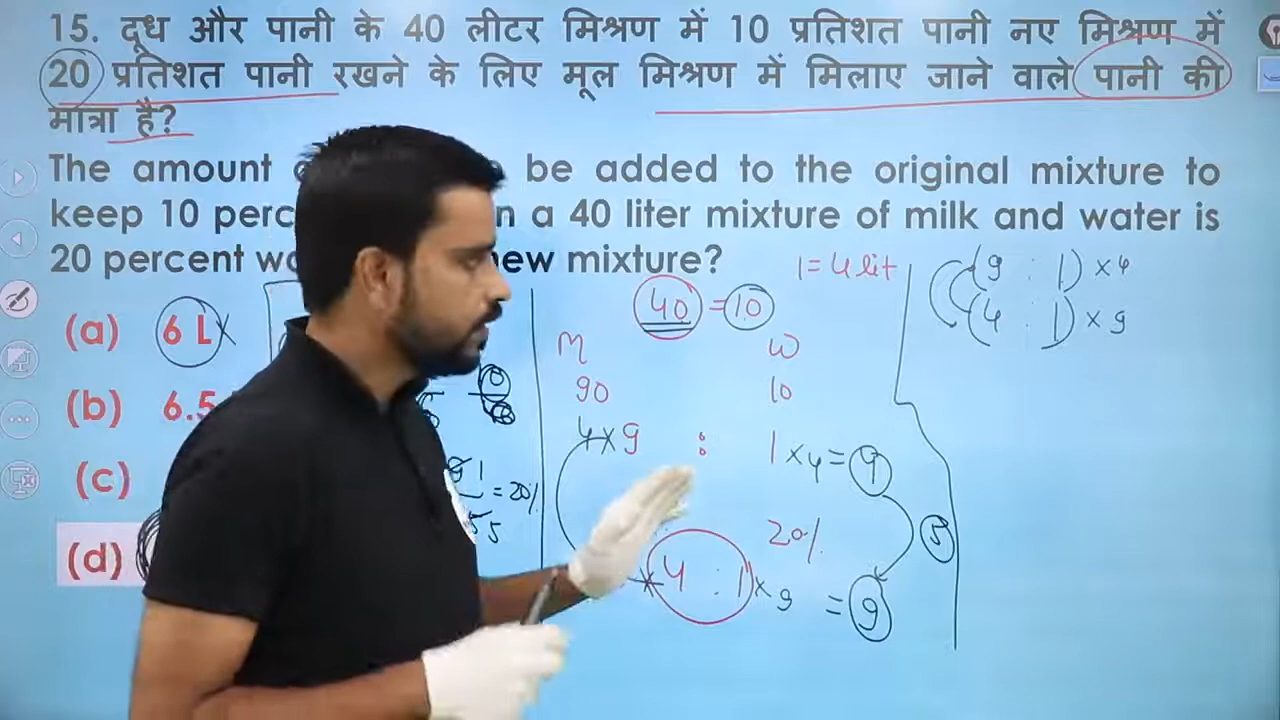 15. दूध और पानी के 40 लीटर मिश्रण में 10 प्रतिशत पानी नए मिश्रण में
20 प्रतिशत पानी रखने के लिए मूल मिश्रण में मिलाए जाने वाले पानी की
मात्रा है?
The amount be added to the original mixture to
keep 10 a 40 liter mixture of milk and water is
20 percent new mixture?
(a) 6 L
(b) 6.5
(c)
(d)
= 20%
5
1 = 4 lit
40 = 10
M W
90 10
4 x 9 : 1 x 4 = 4
20%
5
4 : 1 x 9 = 9
(9 : 1) x 4
(4 : 1) x 9